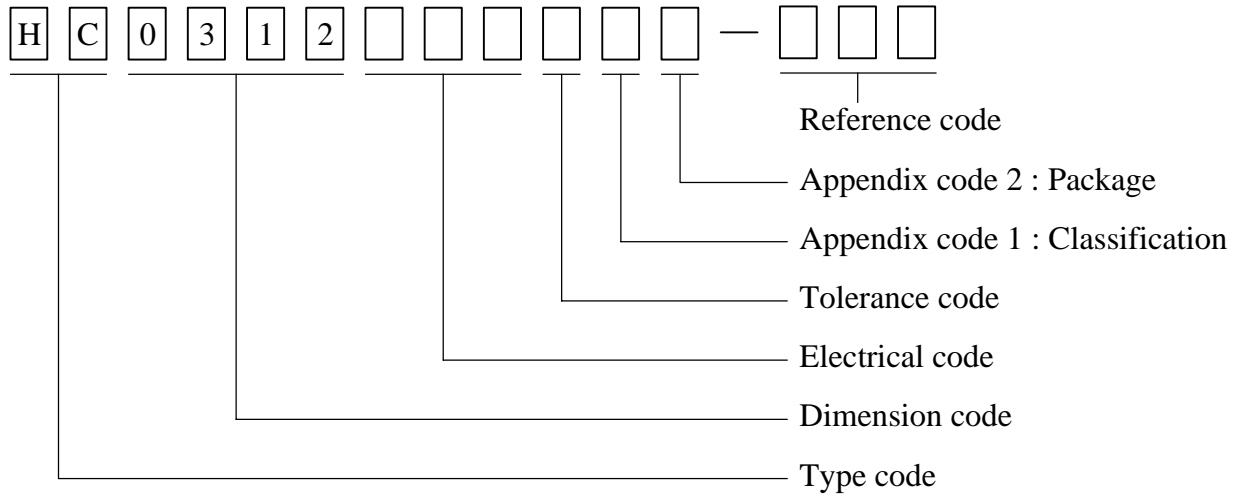 H C 0 3 1 2 —
Reference code
Appendix code 2 : Package
Appendix code 1 : Classification
Tolerance code
Electrical code
Dimension code
Type code